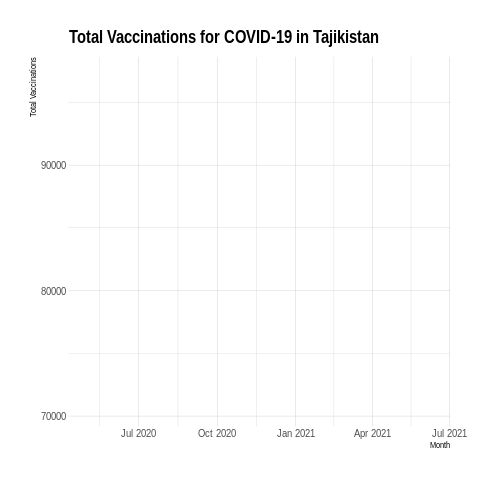 Total Vaccinations for COVID-19 in Tajikistan
Total Vaccinations
90000
80000
70000
Jul 2020 Oct 2020 Jan 2021 Apr 2021 Jul 2021
Month